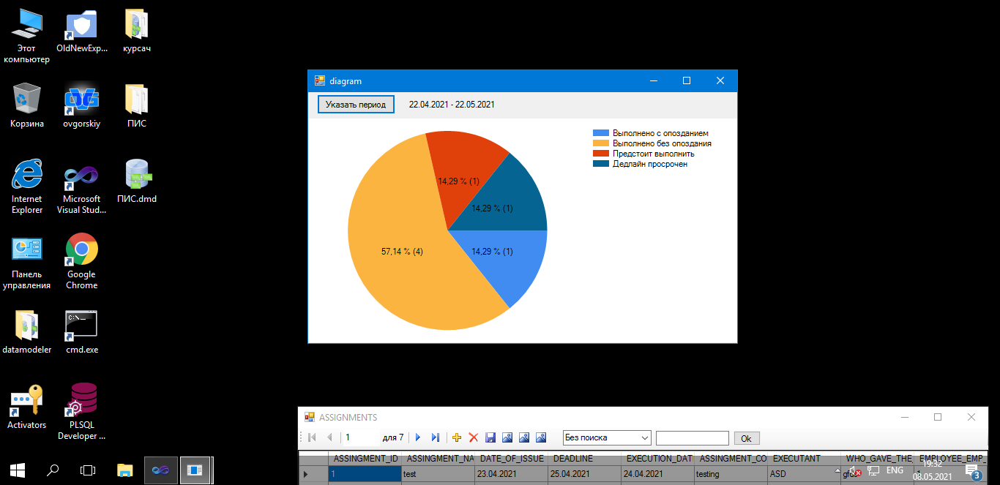 Этот
компьютер
OldNewExp...
курсач
Корзина
ovgorskiy
ПИС
Internet
Explorer
Microsoft
Visual Stud...
ПИС.dmd
Панель
управления
Google
Chrome
datamodeler
C:\._
cmd.exe
Activators
PLSQL
Developer ...
diagram
Указать период
22.04.2021 - 22.05.2021
Выполнено с опозданием
Выполнено без опоздания
Предстоит выполнить
Дедлайн просрочен
14,29 % (1)
14,29 % (1)
57,14 % (4)
14,29 % (1)
ASSIGNMENTS
1
для 7
Без поиска
Ok
ASSINGMENT_ID
ASSINGMENT_NA
DATE_OF_ISSUE
DEADLINE
EXECUTION_DAT
ASSINGMENT_CO
EXECUTANT
WHO_GAVE_THE_
EMPLOYEE_EMP_
1
test
23.04.2021
25.04.2021
24.04.2021
testing
ASD
ENG
19:32
08.05.2021
3